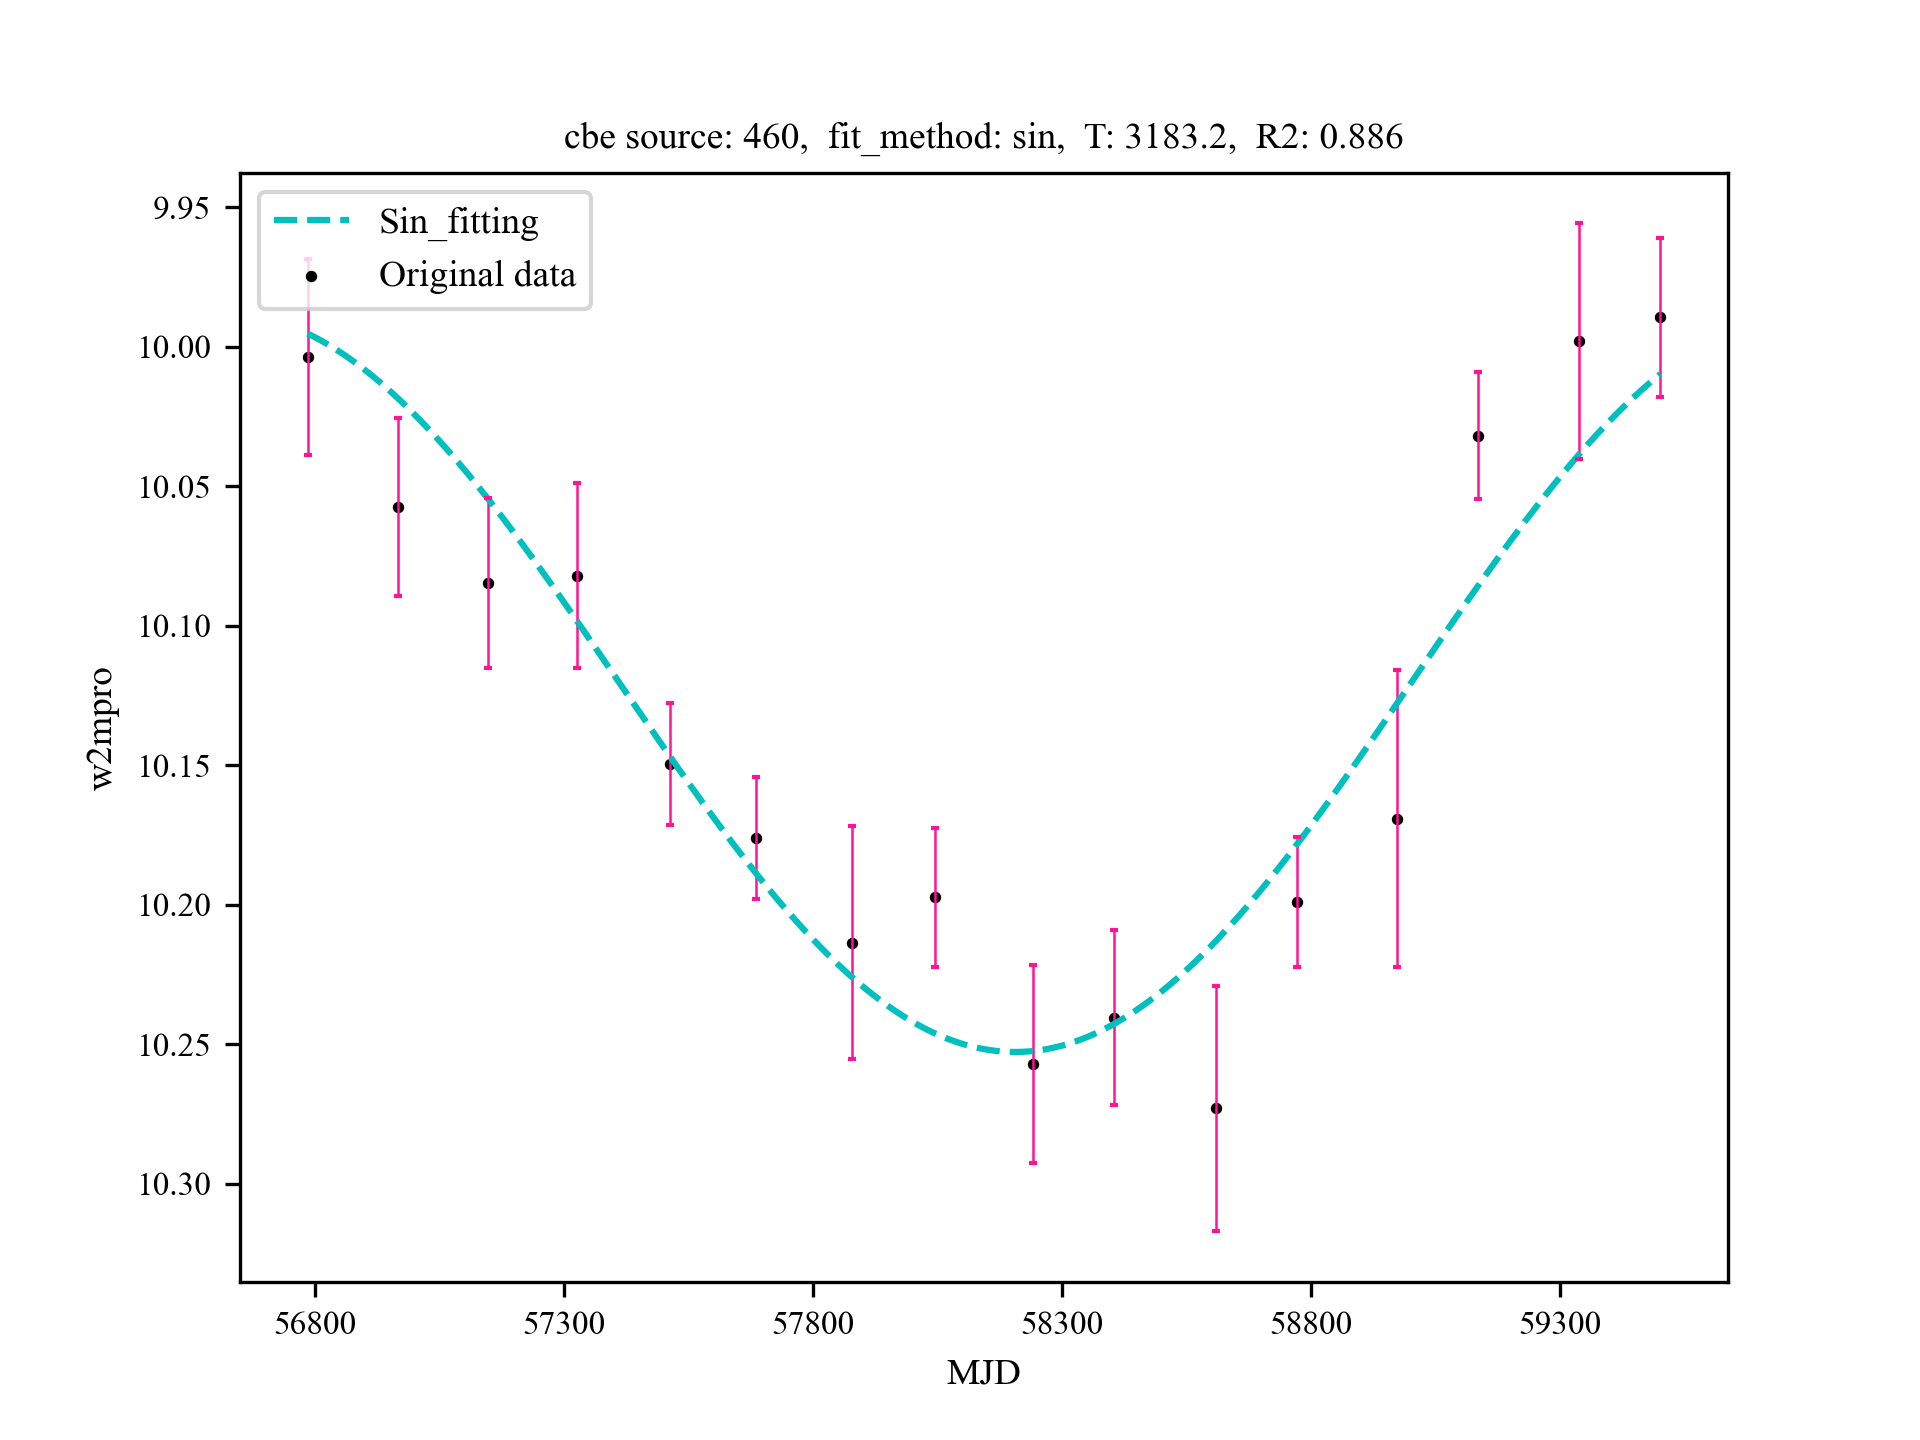 cbe source: 460,  fit_method: sin,  T: 3183.2,  R2: 0.886
Sin_fitting
Original data
9.95
10.00
10.05
10.10
10.15
10.20
10.25
10.30
w2mpro
56800
57300
57800
58300
58800
59300
MJD